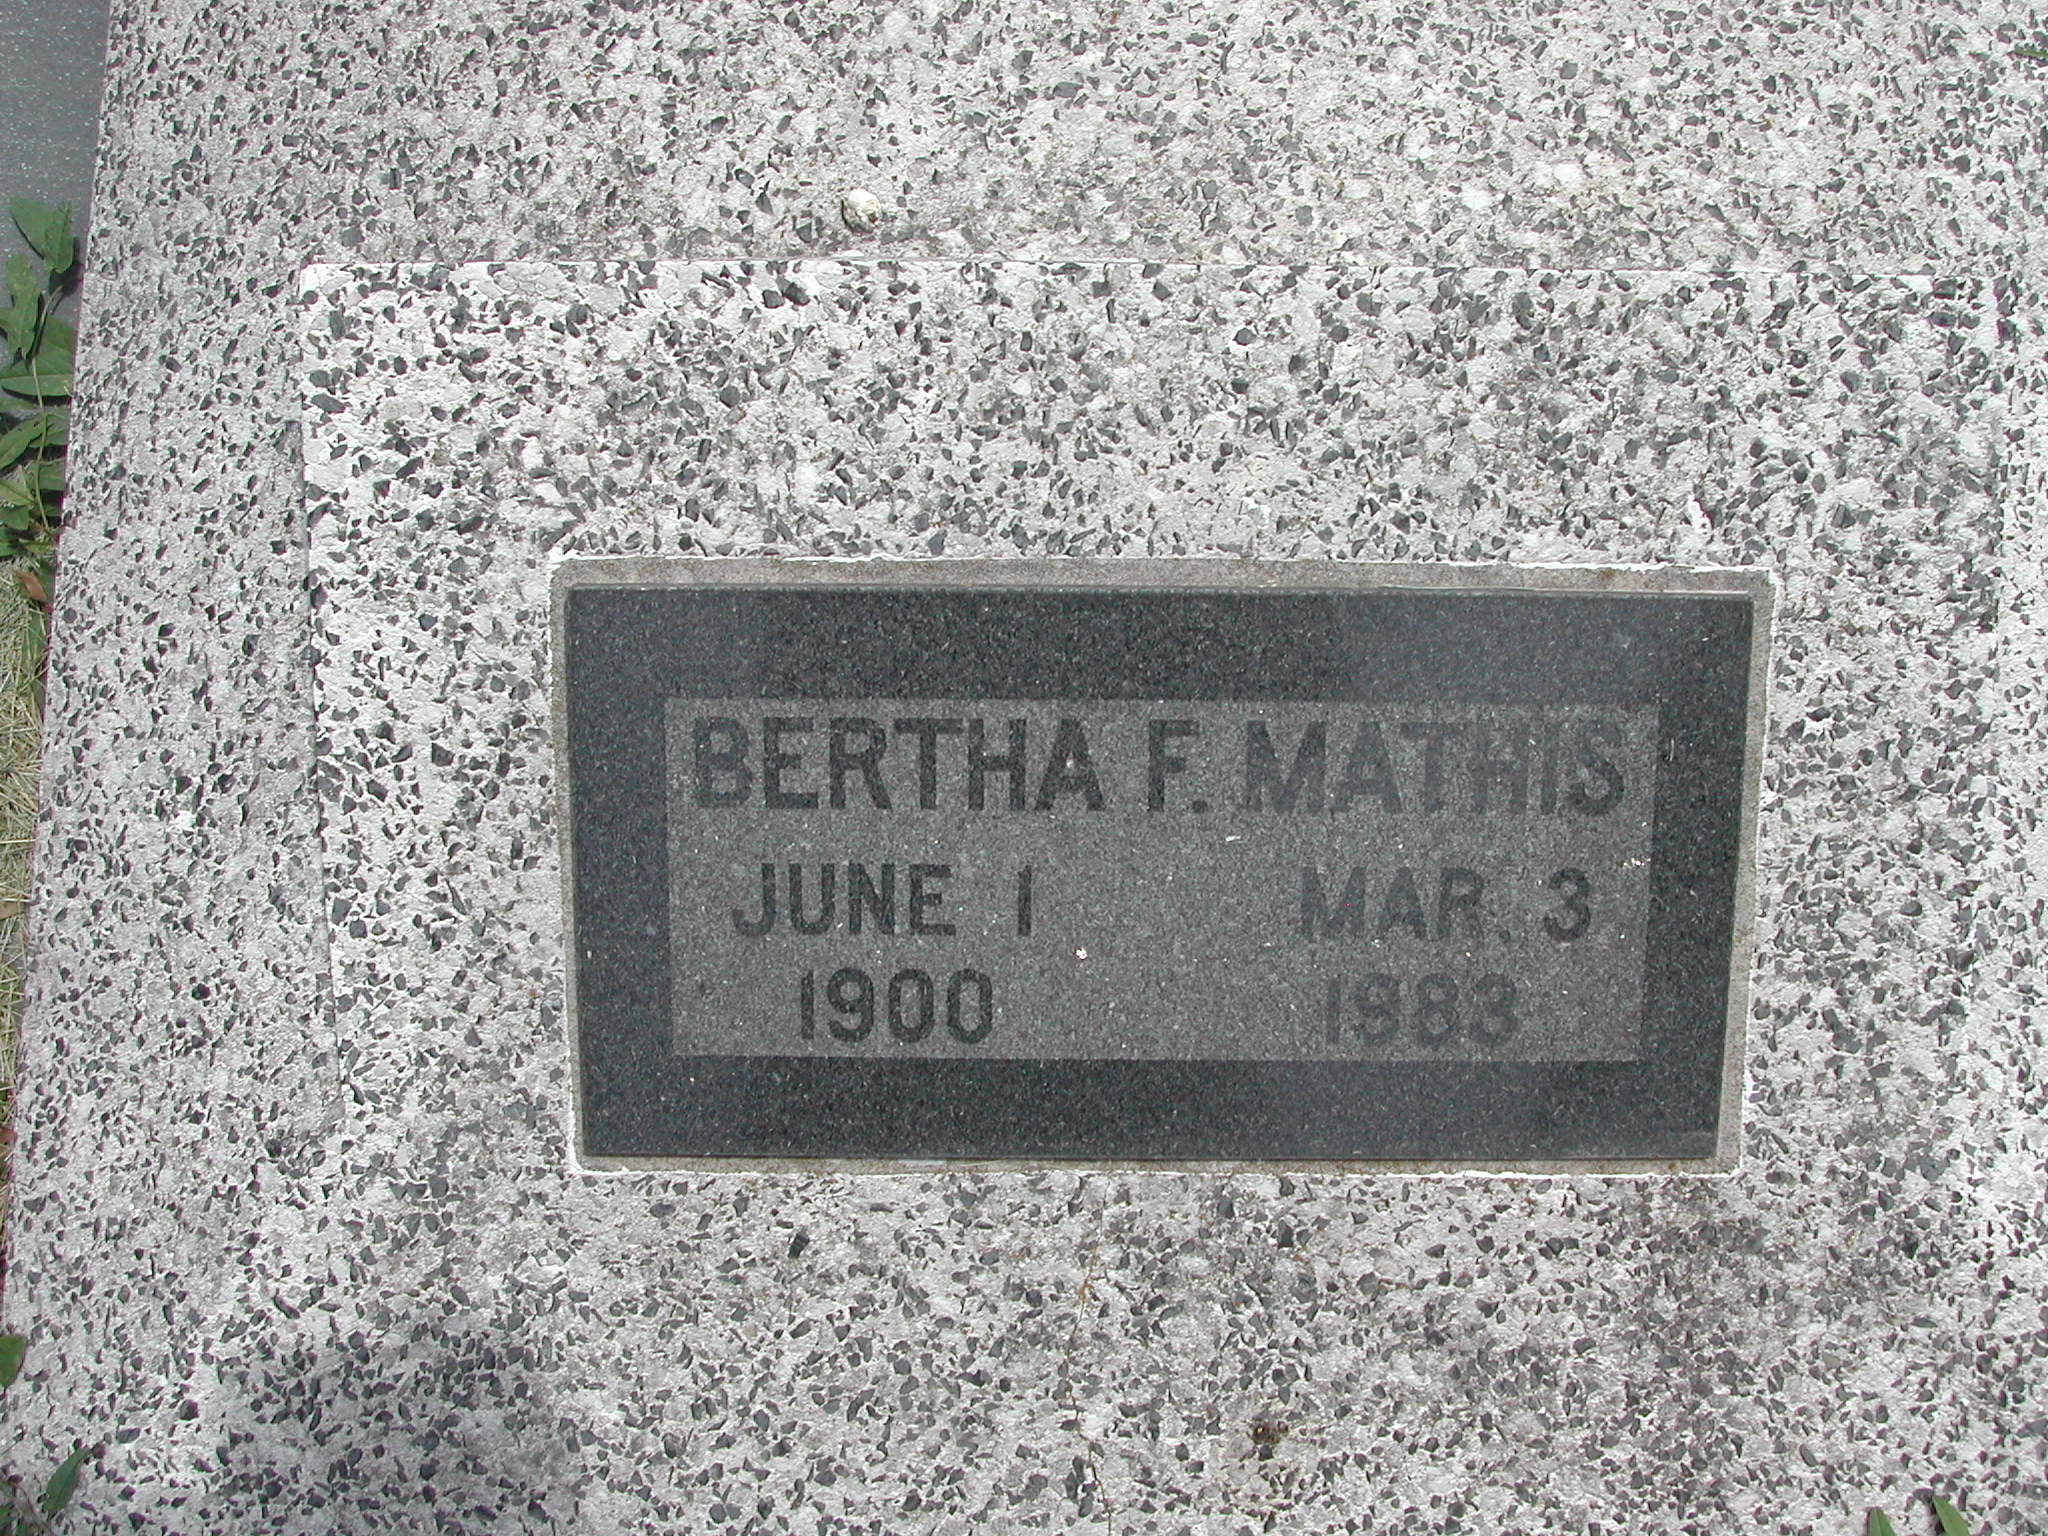 BERTHA F. MATHIS
JUNE 1 MAR. 3
1900 1983